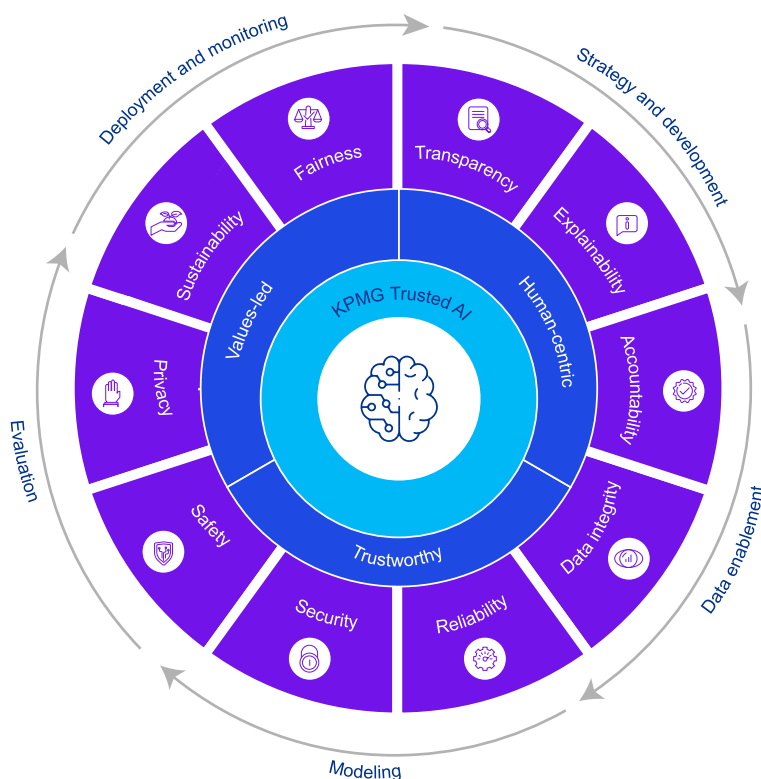 Deployment and monitoring
Strategy and development
Data enablement
Modeling
Evaluation
Fairness
Transparency
Explainability
Accountability
Data integrity
Reliability
Security
Safety
Privacy
Sustainability
Values-led
Human-centric
Trustworthy
KPMG Trusted AI